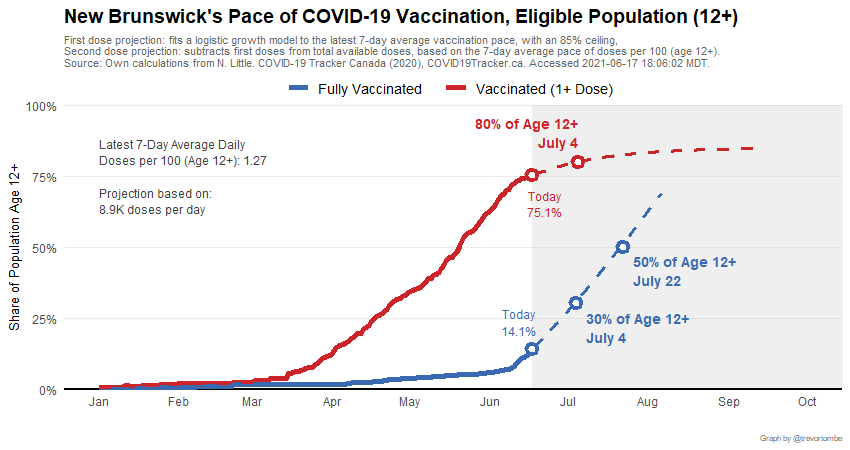 New Brunswick's Pace of COVID-19 Vaccination, Eligible Population (12+)
First dose projection: fits a logistic growth model to the latest 7-day average vaccination pace, with an 85% ceiling,
Second dose projection: subtracts first doses from total available doses, based on the 7-day average pace of doses per 100 (age 12+).
Source: Own calculations from N. Little. COVID-19 Tracker Canada (2020), COVID19Tracker.ca. Accessed 2021-06-17 18:06:02 MDT.
Fully Vaccinated Vaccinated (1+ Dose)
100%
75%
50%
25%
0%
Share of Population Age 12+
Latest 7-Day Average Daily
Doses per 100 (Age 12+): 1.27
Projection based on:
8.9K doses per day
80% of Age 12+
July 4
Today
75.1%
50% of Age 12+
July 22
Today
14.1%
30% of Age 12+
July 4
Jan Feb Mar Apr May Jun Jul Aug Sep Oct
Graph by @trevortombe